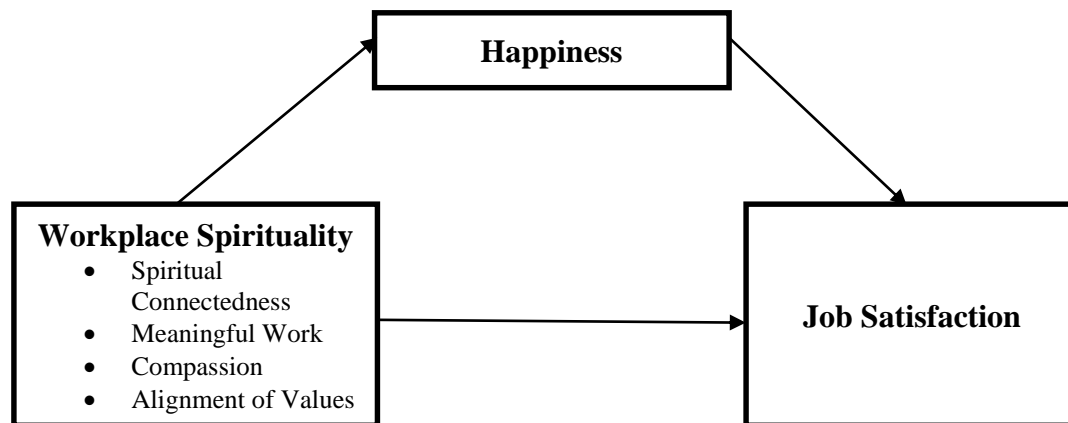 Happiness
Workplace Spirituality
• Spiritual
Connectedness
• Meaningful Work
• Compassion
• Alignment of Values
Job Satisfaction